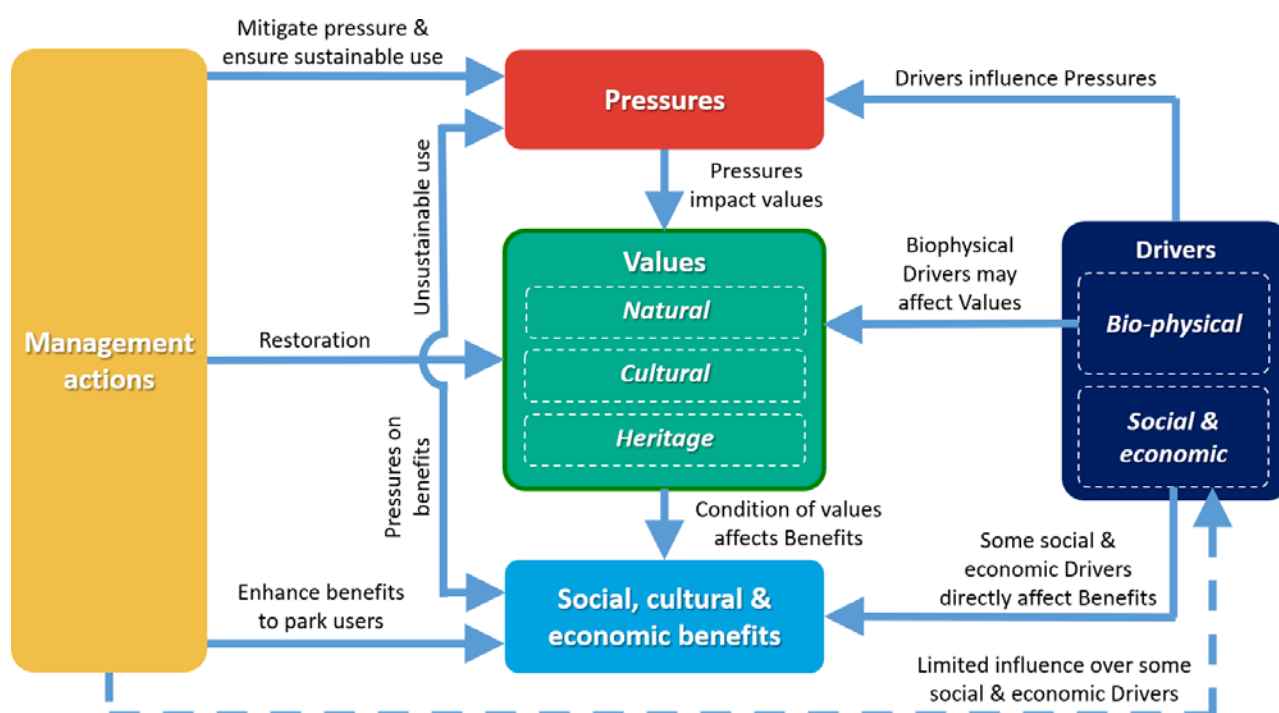 Mitigate pressure &
ensure sustainable use
Pressures
Drivers influence Pressures
Unsustainable use
Pressures
impact values
Management
actions
Restoration
Values
Natural
Cultural
Heritage
Biophysical
Drivers may
affect Values
Drivers
Bio-physical
Social &
economic
Pressures on
benefits
Condition of values
affects Benefits
Some social &
economic Drivers
directly affect Benefits
Enhance benefits
to park users
Social, cultural &
economic benefits
Limited influence over some
social & economic Drivers